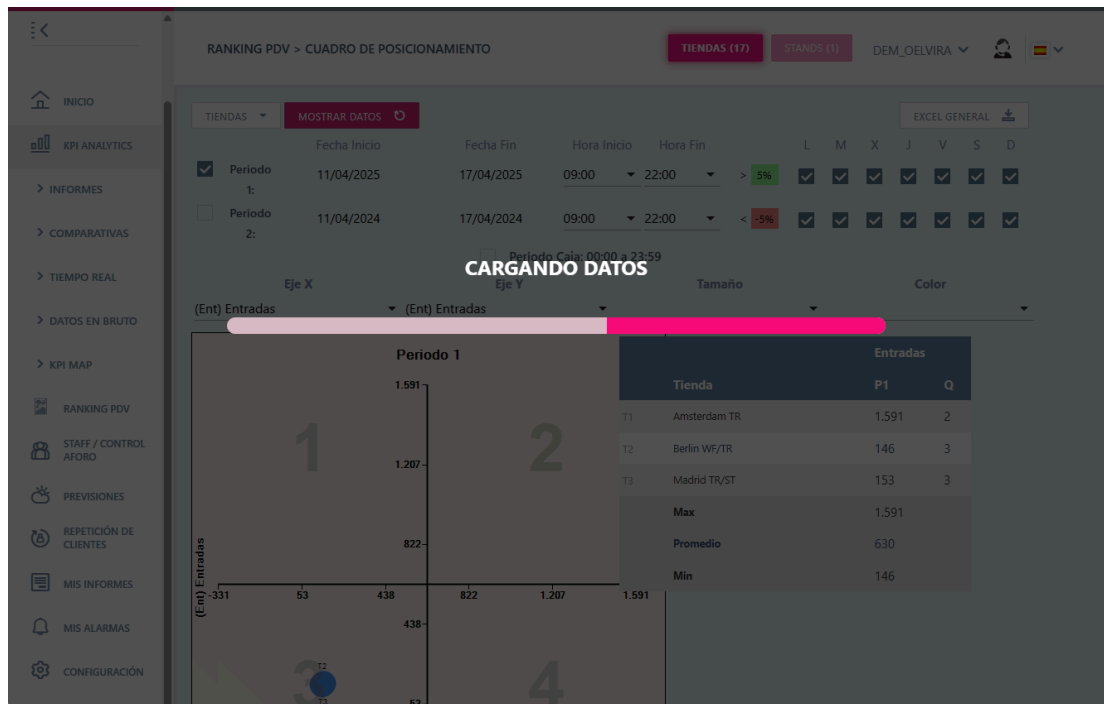 RANKING PDV > CUADRO DE POSICIONAMIENTO
TIENDAS (17)
STANDS (1)
DEM_OELVIRA
INICIO
KPI ANALYTICS
> INFORMES
> COMPARATIVAS
> TIEMPO REAL
> DATOS EN BRUTO
> KPI MAP
RANKING PDV
STAFF / CONTROL
AFORO
PREVISIONES
REPETICIÓN DE
CLIENTES
MIS INFORMES
MIS ALARMAS
CONFIGURACIÓN
TIENDAS
MOSTRAR DATOS
EXCEL GENERAL
Fecha Inicio Fecha Fin Hora Inicio Hora Fin L M X J V S D
Periodo
1:
11/04/2025 17/04/2025 09:00 22:00 > 5%
Periodo
2:
11/04/2024 17/04/2024 09:00 22:00 < -5%
Periodo Caja: 00:00 a 23:59
CARGANDO DATOS
Eje X Eje Y Tamaño Color
(Ent) Entradas (Ent) Entradas
Periodo 1
1.591
1 2
1.207
822
(Ent) Entradas
-331 53 438 822 1.207 1.591
438
T2
3 4
T3
53
Entradas
Tienda P1 Q
T1 Amsterdam TR 1.591 2
T2 Berlin WF/TR 146 3
T3 Madrid TR/ST 153 3
Max 1.591
Promedio 630
Min 146